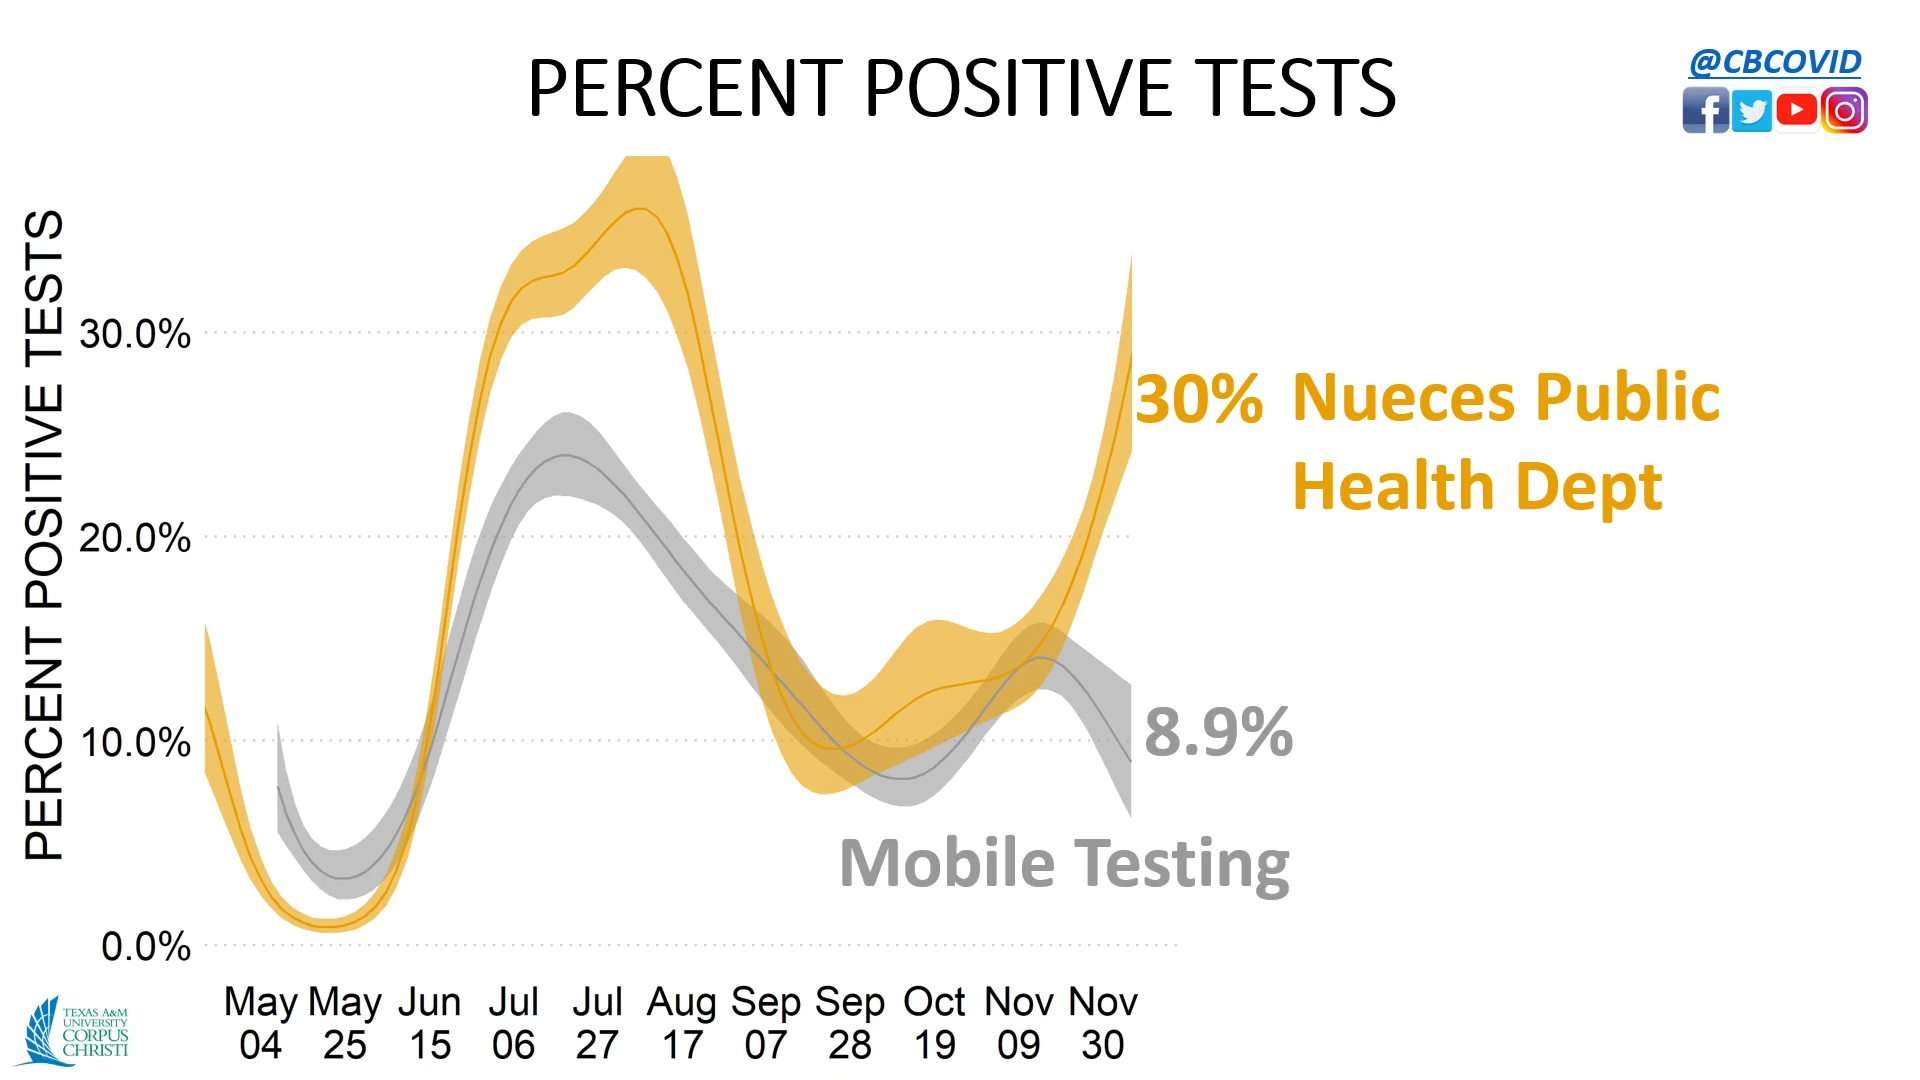 PERCENT POSITIVE TESTS
@CBCOVID
PERCENT POSITIVE TESTS
30.0%
20.0%
10.0%
0.0%
30% Nueces Public
Health Dept
8.9%
Mobile Testing
May May Jun Jul Jul Aug Sep Sep Oct Nov Nov
04 25 15 06 27 17 07 28 19 09 30
TEXAS A&M
UNIVERSITY
CORPUS
CHRISTI